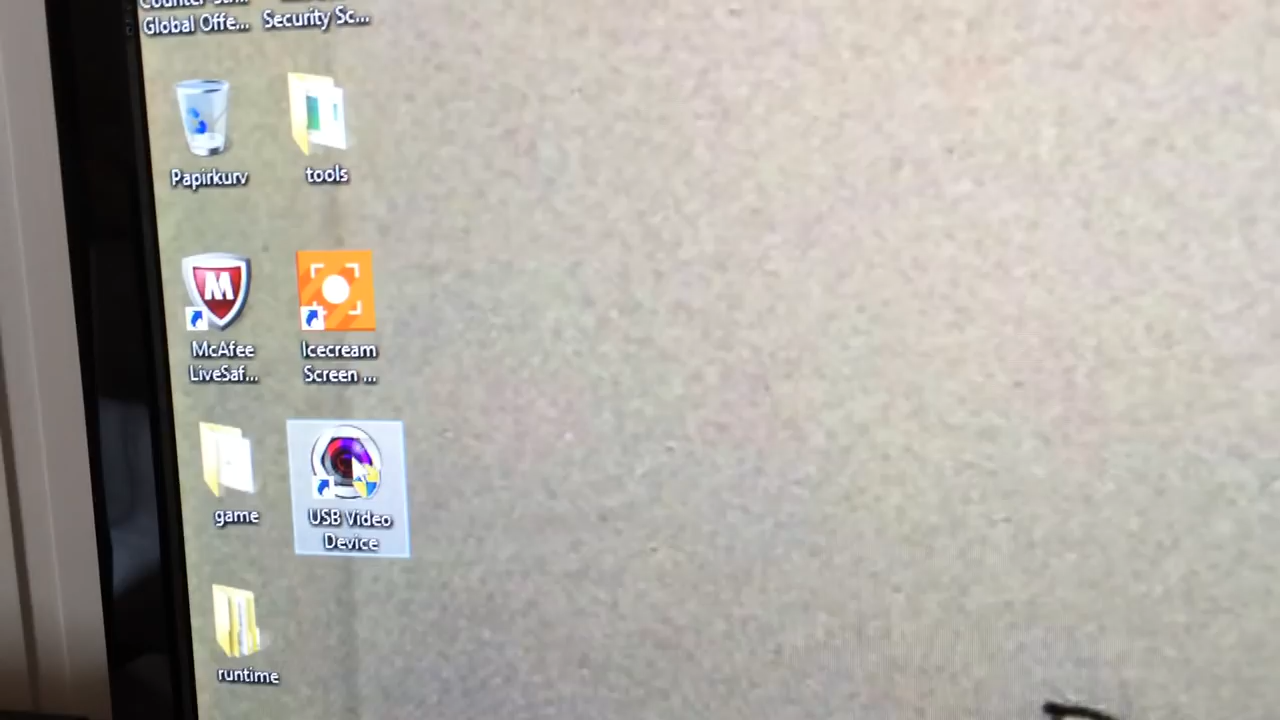 Global Offe...
Security Sc...
Papirkurv
tools
M
McAfee
LiveSaf...
Icecream
Screen ...
game
USB Video
Device
runtime